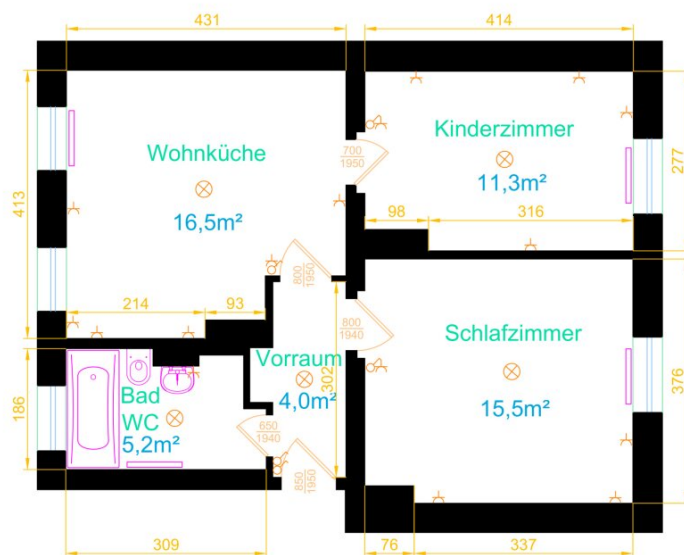 431
414
Wohnküche
16,5m²
413
700
1950
Kinderzimmer
11,3m²
277
98
316
800
1950
214
93
Vorraum
4,0m²
302
800
1940
Schlafzimmer
15,5m²
376
186
Bad
WC
5,2m²
650
1940
850
1950
309
76
337